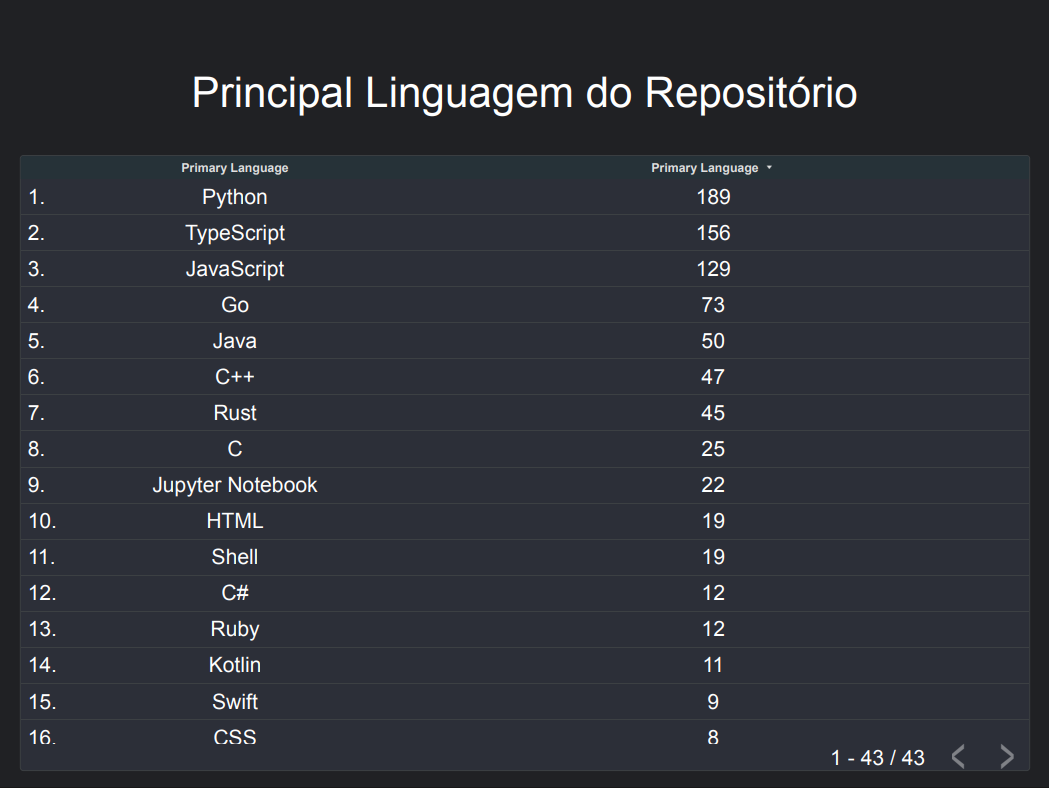 Principal Linguagem do Repositório
Primary Language Primary Language
1. Python 189
2. TypeScript 156
3. JavaScript 129
4. Go 73
5. Java 50
6. C++ 47
7. Rust 45
8. C 25
9. Jupyter Notebook 22
10. HTML 19
11. Shell 19
12. C# 12
13. Ruby 12
14. Kotlin 11
15. Swift 9
16. CSS 8
1 - 43 / 43